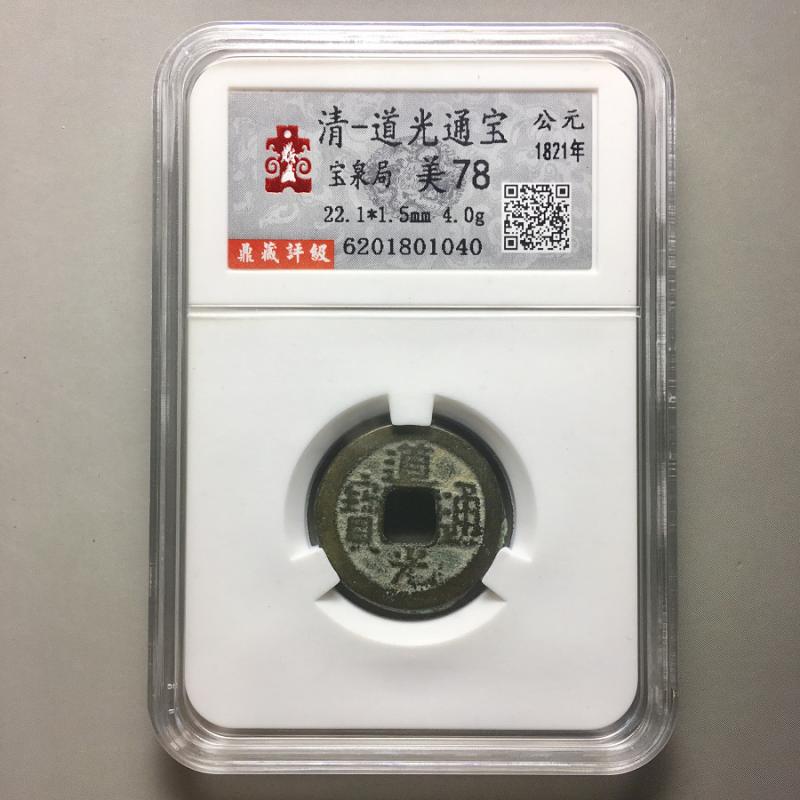 清-道光通宝
公元
1821年
宝泉局 美78
22.1*1.5mm 4.0g
鼎藏評級 6201801040
道光通寶